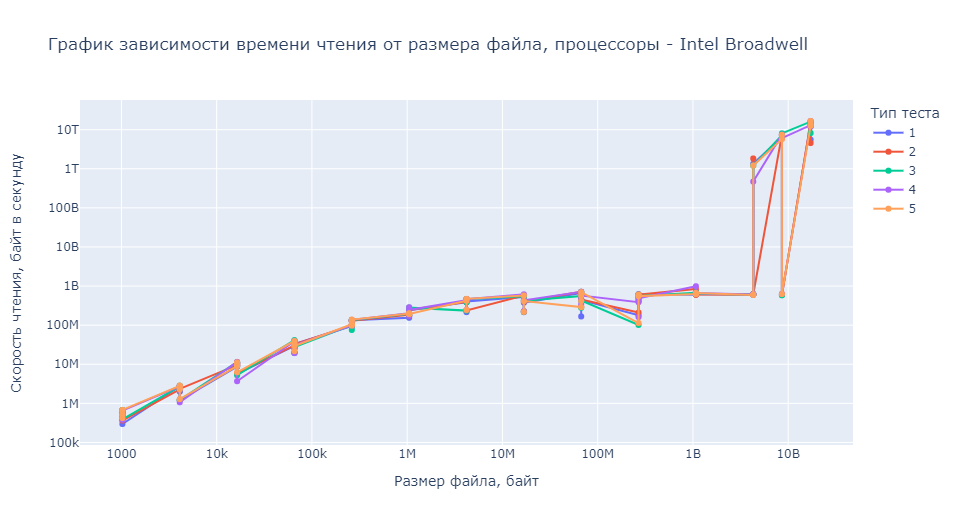 График зависимости времени чтения от размера файла, процессоры - Intel Broadwell
Скорость чтения, байт в секунду
10T
1T
100B
10B
1B
100M
10M
1M
100k
1000
10k
100k
1M
10M
100M
1B
10B
Размер файла, байт
Тип теста
1
2
3
4
5